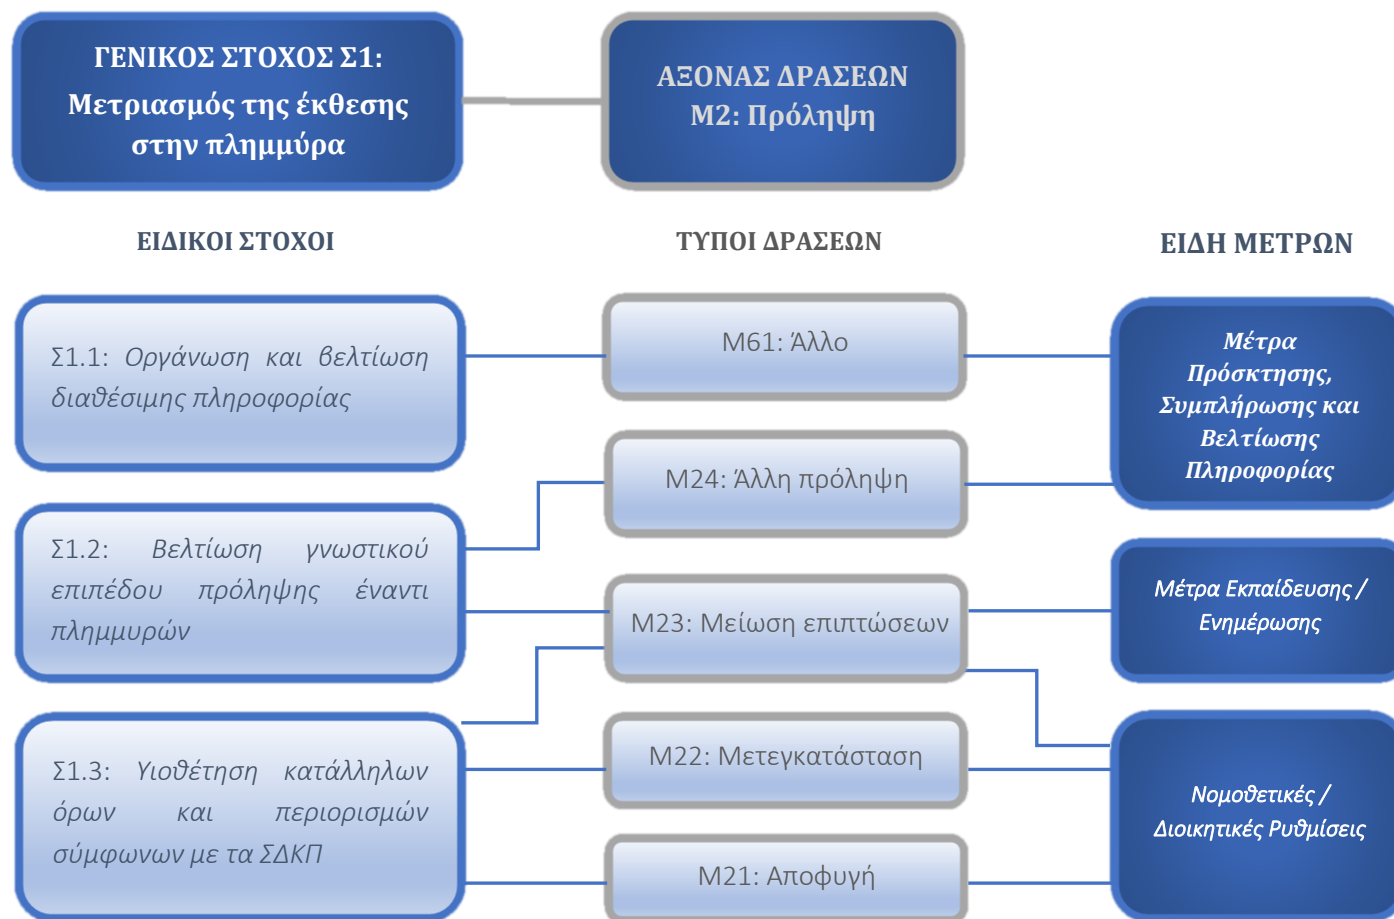 ΓΕΝΙΚΟΣ ΣΤΟΧΟΣ Σ1:
Μετριασμός της έκθεσης
στην πλημμύρα
ΑΞΟΝΑΣ ΔΡΑΣΕΩΝ
Μ2: Πρόληψη
ΕΙΔΙΚΟΙ ΣΤΟΧΟΙ
ΤΥΠΟΙ ΔΡΑΣΕΩΝ
ΕΙΔΗ ΜΕΤΡΩΝ
Σ1.1: Οργάνωση και βελτίωση
διαθέσιμης πληροφορίας
Μ61: Άλλο
Μέτρα
Πρόσκτησης,
Συμπλήρωσης και
Βελτίωσης
Πληροφορίας
Μ24: Άλλη πρόληψη
Σ1.2: Βελτίωση γνωστικού
επιπέδου πρόληψης έναντι
πλημμυρών
Μ23: Μείωση επιπτώσεων
Μέτρα Εκπαίδευσης /
Ενημέρωσης
Σ1.3: Υιοθέτηση κατάλληλων
όρων και περιορισμών
σύμφωνων με τα ΣΔΚΠ
Μ22: Μετεγκατάσταση
Μ21: Αποφυγή
Νομοθετικές /
Διοικητικές Ρυθμίσεις